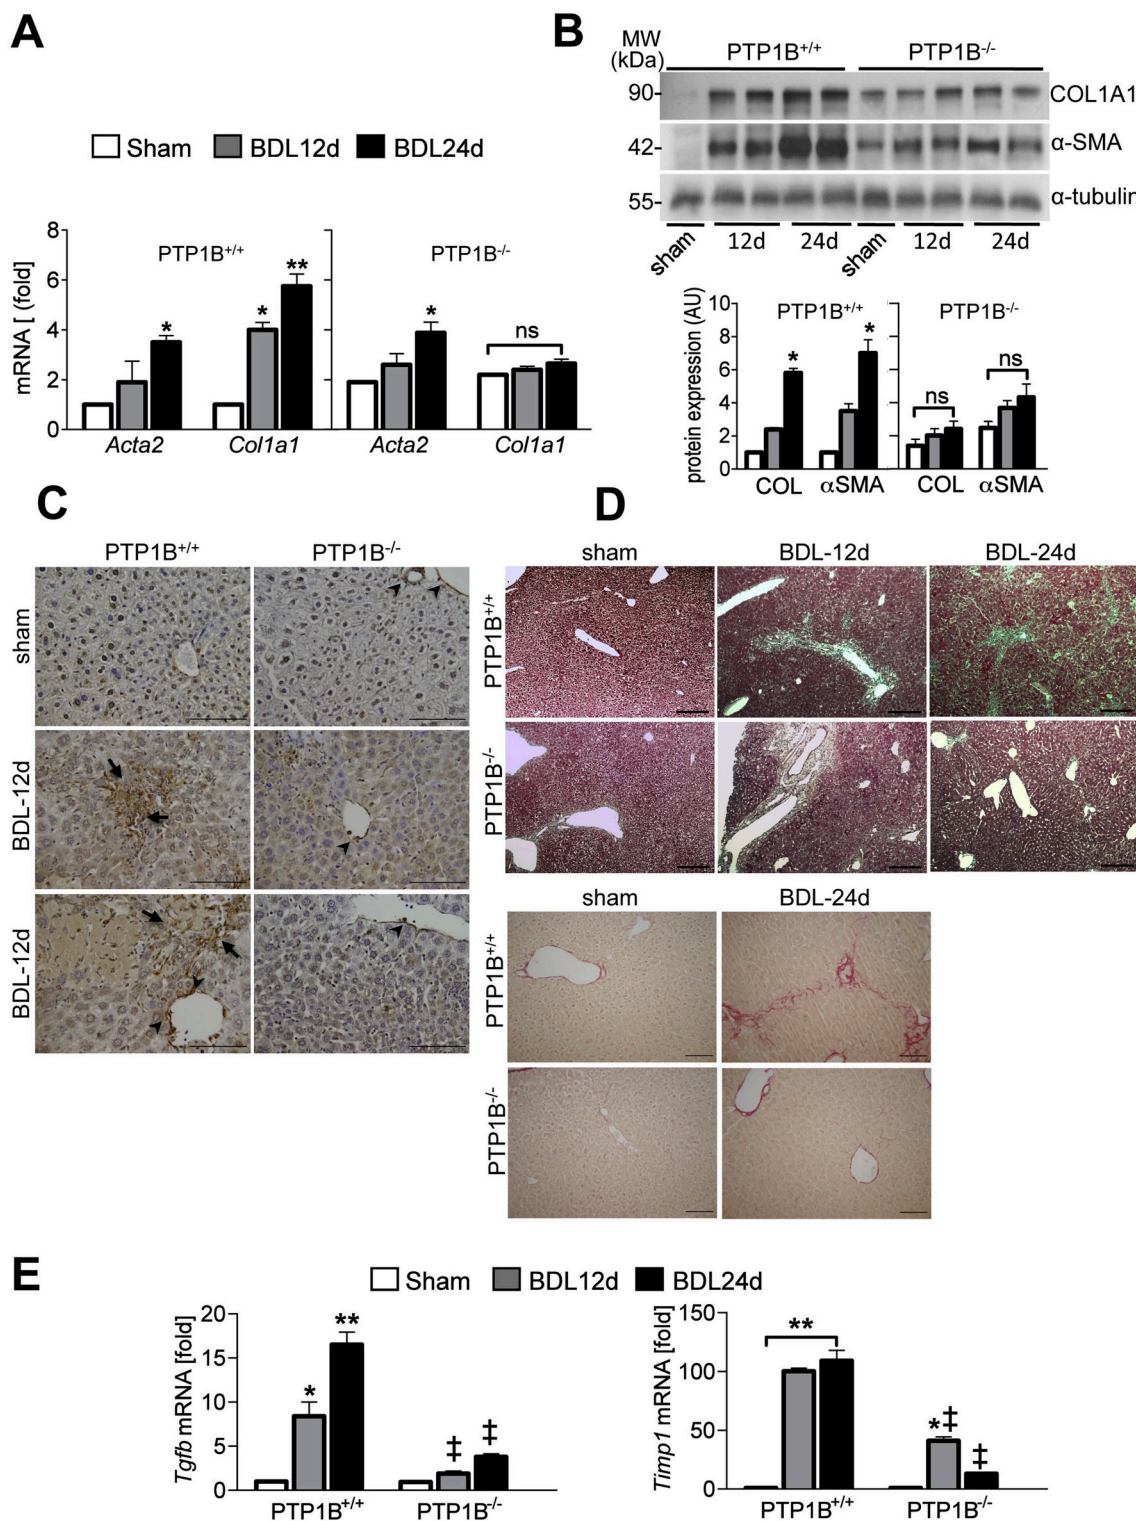 A
Sham BDL12d BDL24d
mRNA [ (fold)
8
6
4
2
0
PTP1B+/+ PTP1B-/-
* * ** * ns
Acta2 Col1a1 Acta2 Col1a1
B
MW
(kDa)
PTP1B+/+ PTP1B-/-
90- COL1A1
42- α-SMA
55- α-tubulin
sham 12d 24d sham 12d 24d
protein expression (AU)
10
8
6
4
2
0
PTP1B+/+ PTP1B-/-
* * ns ns
COL αSMA COL αSMA
C
PTP1B+/+ PTP1B-/-
sham
BDL-12d
BDL-12d
D
sham BDL-12d BDL-24d
PTP1B+/+
PTP1B-/-
sham BDL-24d
PTP1B+/+
PTP1B-/-
E
Sham BDL12d BDL24d
Tgfb mRNA [fold]
20
15
10
5
0
* ** ‡ ‡
PTP1B+/+ PTP1B-/-
Timp1 mRNA [fold]
150
100
50
0
** *‡ ‡
PTP1B+/+ PTP1B-/-